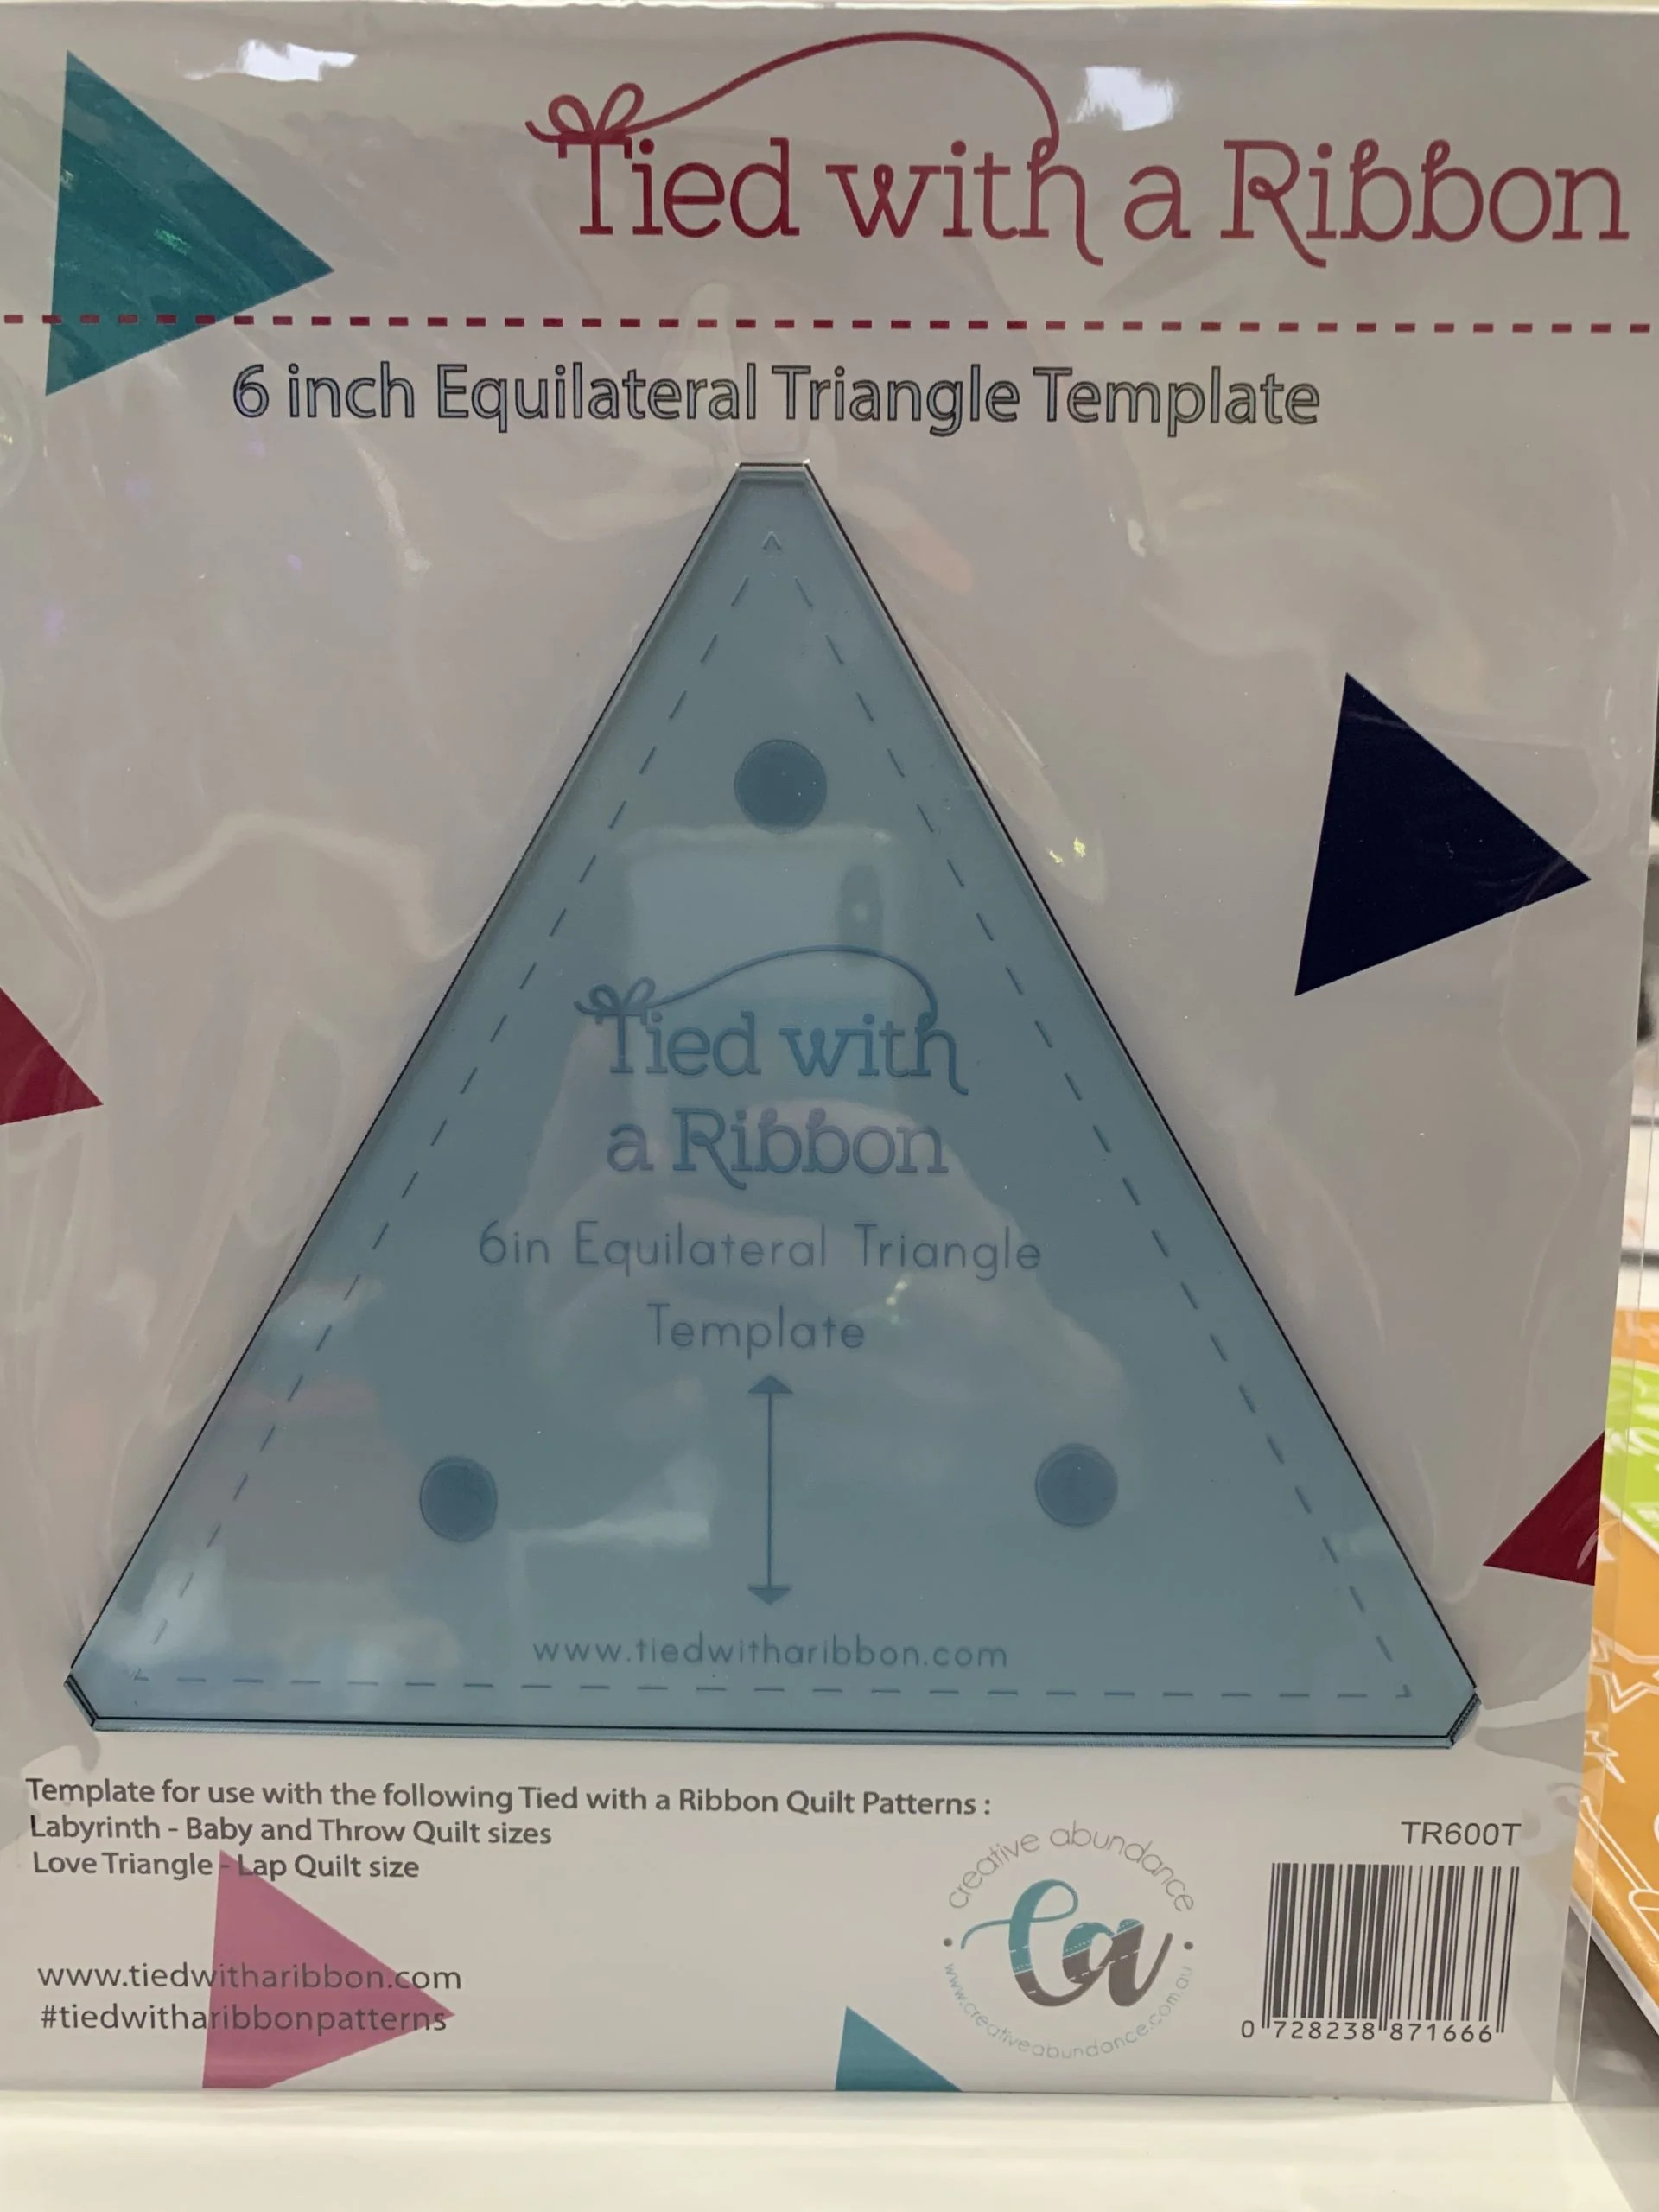 Tied with a Ribbon
6 inch Equilateral Triangle Template
Tied with
a Ribbon
6in Equilateral Triangle
Template
www.tiedwitharibbon.com
Template for use with the following Tied with a Ribbon Quilt Patterns :
Labyrinth - Baby and Throw Quilt sizes
Love Triangle - Lap Quilt size
www.tiedwitharibbon.com
#tiedwitharibbonpatterns
creative abundance
ca
www.creativeabundance.com.au
TR600T
0 728238 871666